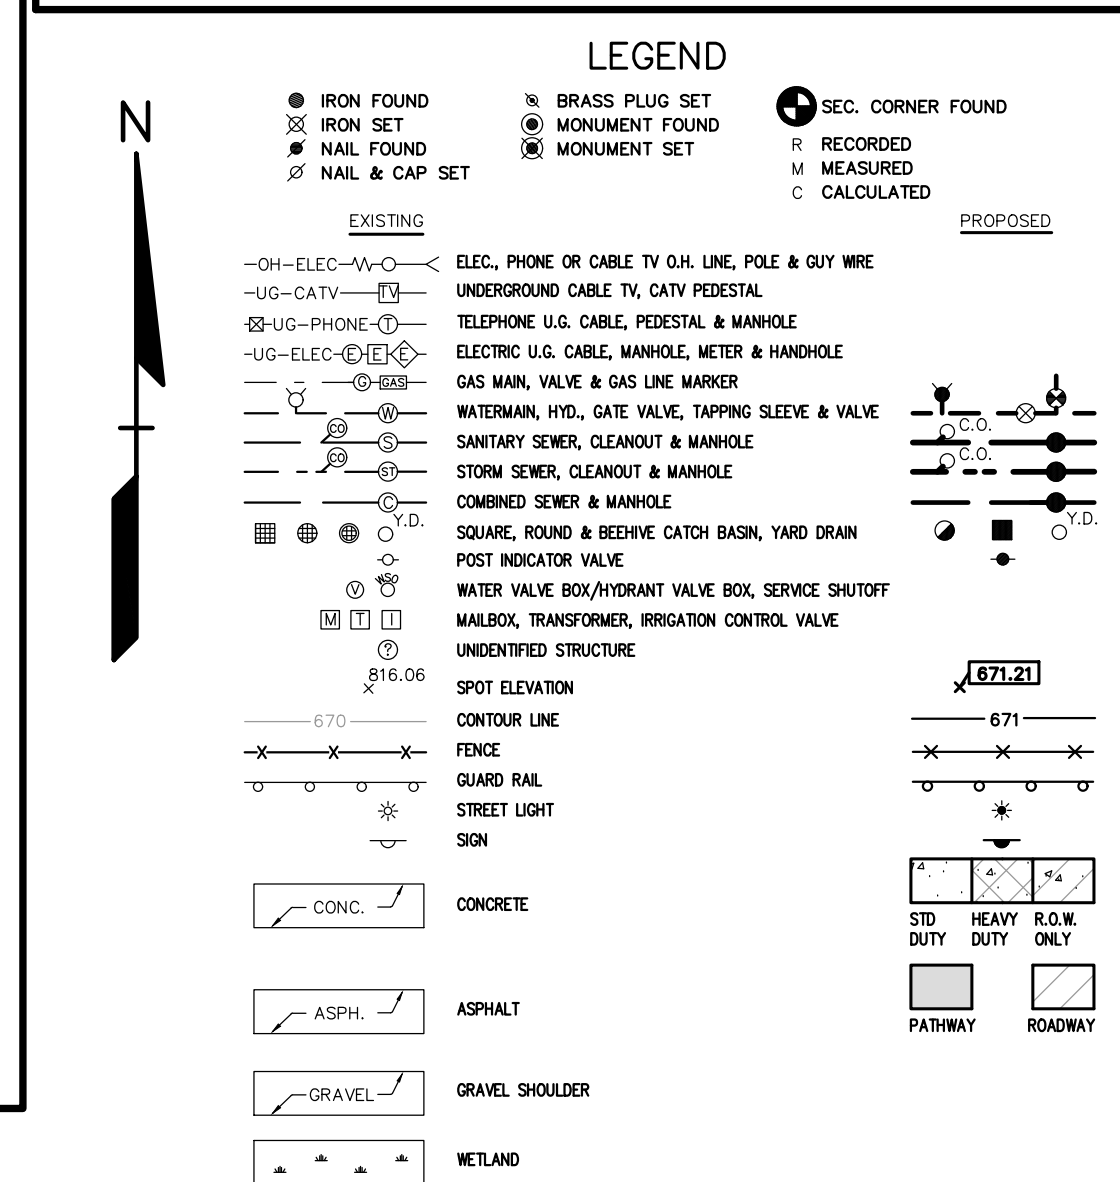 LEGEND
N
IRON FOUND
IRON SET
NAIL FOUND
NAIL & CAP SET
BRASS PLUG SET
MONUMENT FOUND
MONUMENT SET
SEC. CORNER FOUND
R RECORDED
M MEASURED
C CALCULATED
EXISTING PROPOSED
OH-ELEC ELEC., PHONE OR CABLE TV O.H. LINE, POLE & GUY WIRE
UG-CATV TV UNDERGROUND CABLE TV, CATV PEDESTAL
UG-PHONE T TELEPHONE U.G. CABLE, PEDESTAL & MANHOLE
UG-ELEC E E E ELECTRIC U.G. CABLE, MANHOLE, METER & HANDHOLE
G GAS GAS MAIN, VALVE & GAS LINE MARKER
W WATERMAIN, HYD., GATE VALVE, TAPPING SLEEVE & VALVE
CO S SANITARY SEWER, CLEANOUT & MANHOLE C.O.
CO ST STORM SEWER, CLEANOUT & MANHOLE C.O.
C COMBINED SEWER & MANHOLE
Y.D. SQUARE, ROUND & BEEHIVE CATCH BASIN, YARD DRAIN Y.D.
POST INDICATOR VALVE
V WSO WATER VALVE BOX/HYDRANT VALVE BOX, SERVICE SHUTOFF
M T I MAILBOX, TRANSFORMER, IRRIGATION CONTROL VALVE
? UNIDENTIFIED STRUCTURE
816.06 SPOT ELEVATION 671.21
670 CONTOUR LINE 671
FENCE
GUARD RAIL
STREET LIGHT
SIGN
CONC. CONCRETE
STD DUTY
HEAVY DUTY
R.O.W. ONLY
ASPH. ASPHALT
PATHWAY ROADWAY
GRAVEL GRAVEL SHOULDER
WETLAND